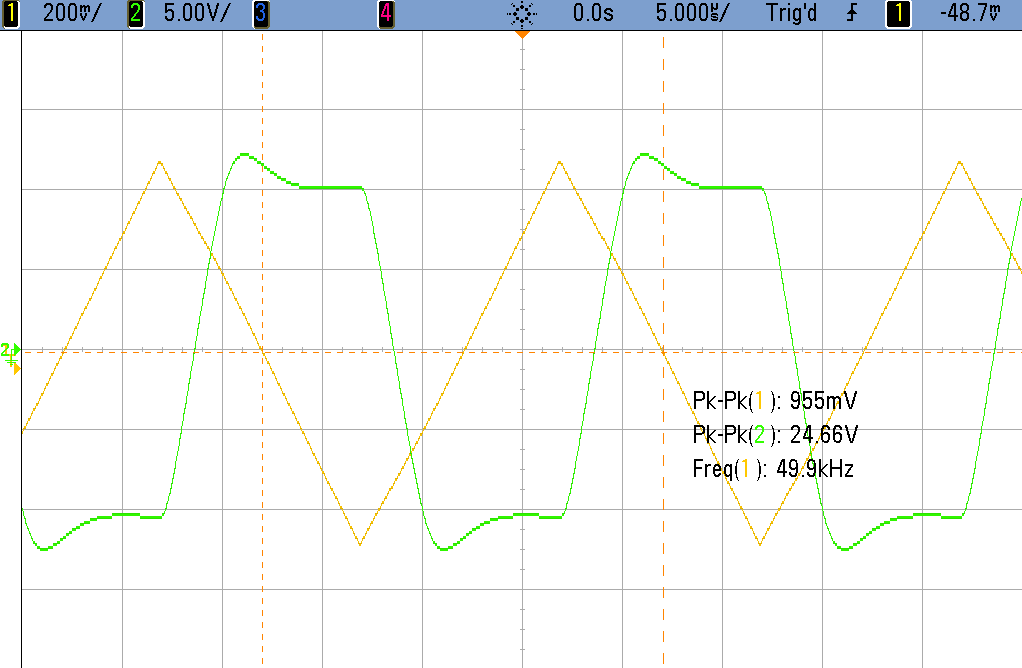 1 200mV/ 2 5.00V/ 3 4 0.0s 5.000µs/ Trig'd 1 -48.7mV
2
Pk-Pk(1): 955mV
Pk-Pk(2): 24.66V
Freq(1): 49.9kHz